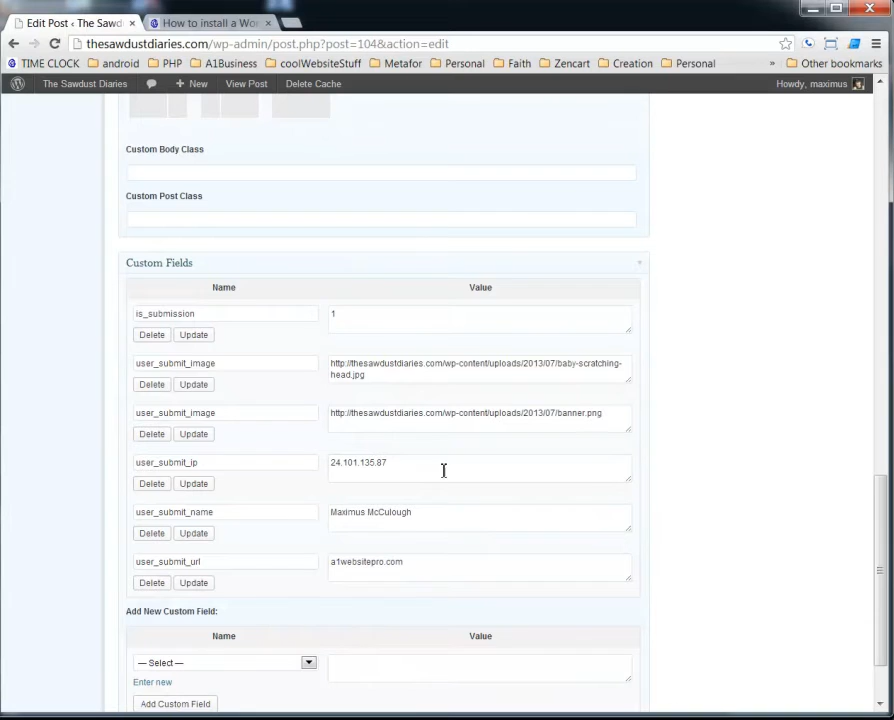 Edit Post ‹ The Sawd
How to install a Wor
thesawdustdiaries.com/wp-admin/post.php?post=104&action=edit
TIME CLOCK android PHP A1Business coolWebsiteStuff Metafor Personal Faith Zencart Creation Personal » Other bookmarks
The Sawdust Diaries + New View Post Delete Cache Howdy, maximus
Custom Body Class
Custom Post Class
Custom Fields
Name Value
is_submission 1
Delete Update
user_submit_image http://thesawdustdiaries.com/wp-content/uploads/2013/07/baby-scratching-
head.jpg
Delete Update
user_submit_image http://thesawdustdiaries.com/wp-content/uploads/2013/07/banner.png
Delete Update
user_submit_ip 24.101.135.87
Delete Update
user_submit_name Maximus McCulough
Delete Update
user_submit_url a1websitepro.com
Delete Update
Add New Custom Field:
Name Value
— Select —
Enter new
Add Custom Field